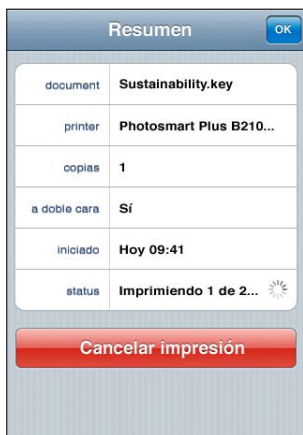 Resumen
OK
document Sustainability.key
printer Photosmart Plus B210...
copias 1
a doble cara Sí
iniciado Hoy 09:41
status Imprimiendo 1 de 2...
Cancelar impresión